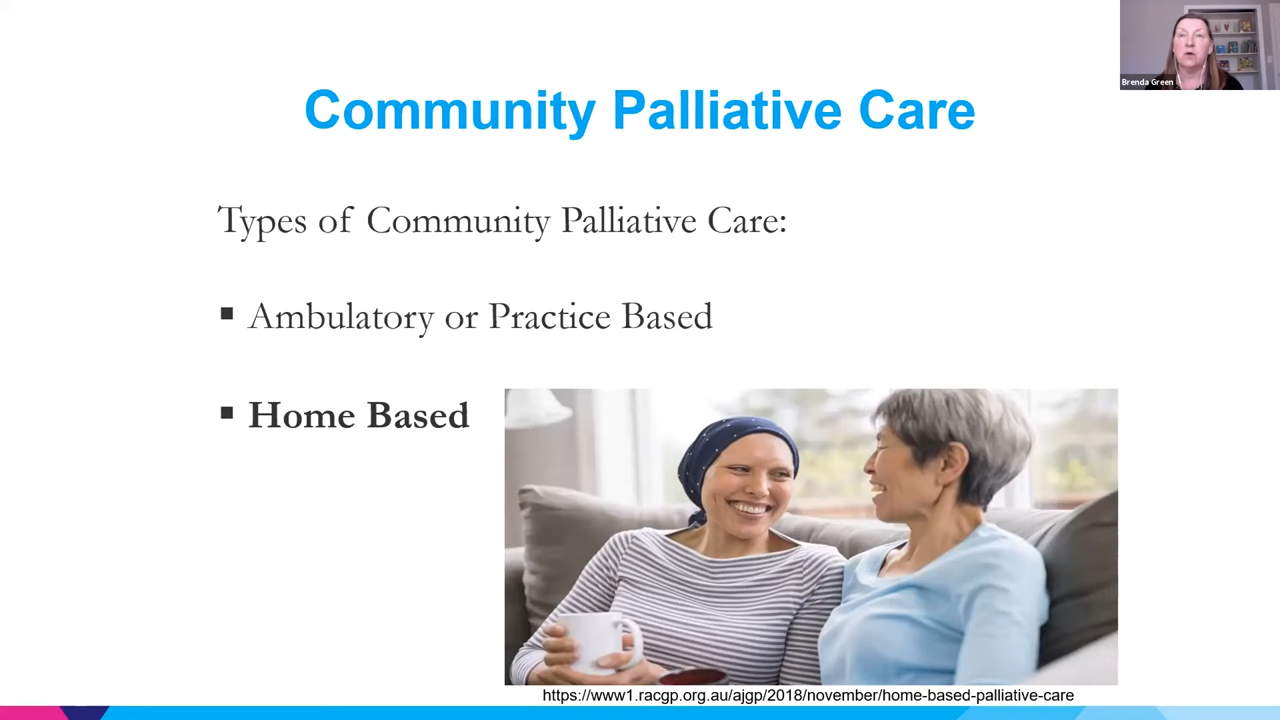 Brenda Green
Community Palliative Care
Types of Community Palliative Care:
▪ Ambulatory or Practice Based
▪ Home Based
https://www1.racgp.org.au/ajgp/2018/november/home-based-palliative-care